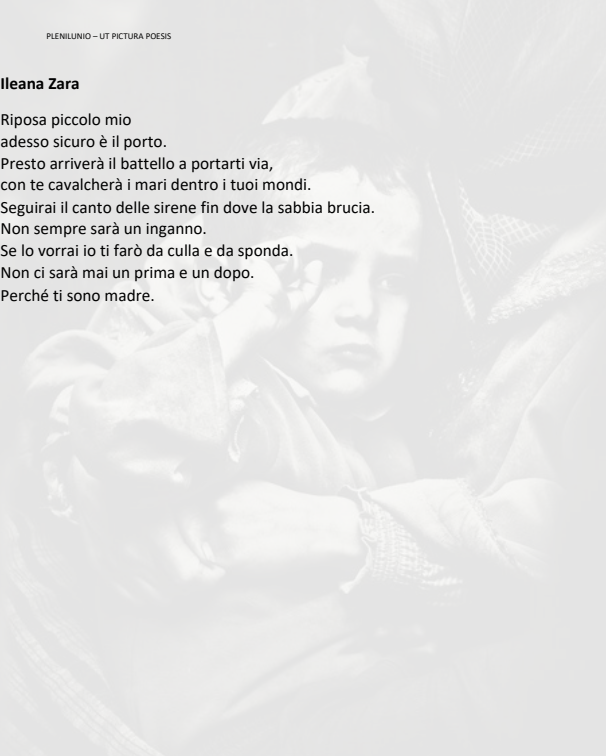 PLENILUNIO – UT PICTURA POESIS
Ileana Zara
Riposa piccolo mio
adesso sicuro è il porto.
Presto arriverà il battello a portarti via,
con te cavalcherà i mari dentro i tuoi mondi.
Seguirai il canto delle sirene fin dove la sabbia brucia.
Non sempre sarà un inganno.
Se lo vorrai io ti farò da culla e da sponda.
Non ci sarà mai un prima e un dopo.
Perché ti sono madre.